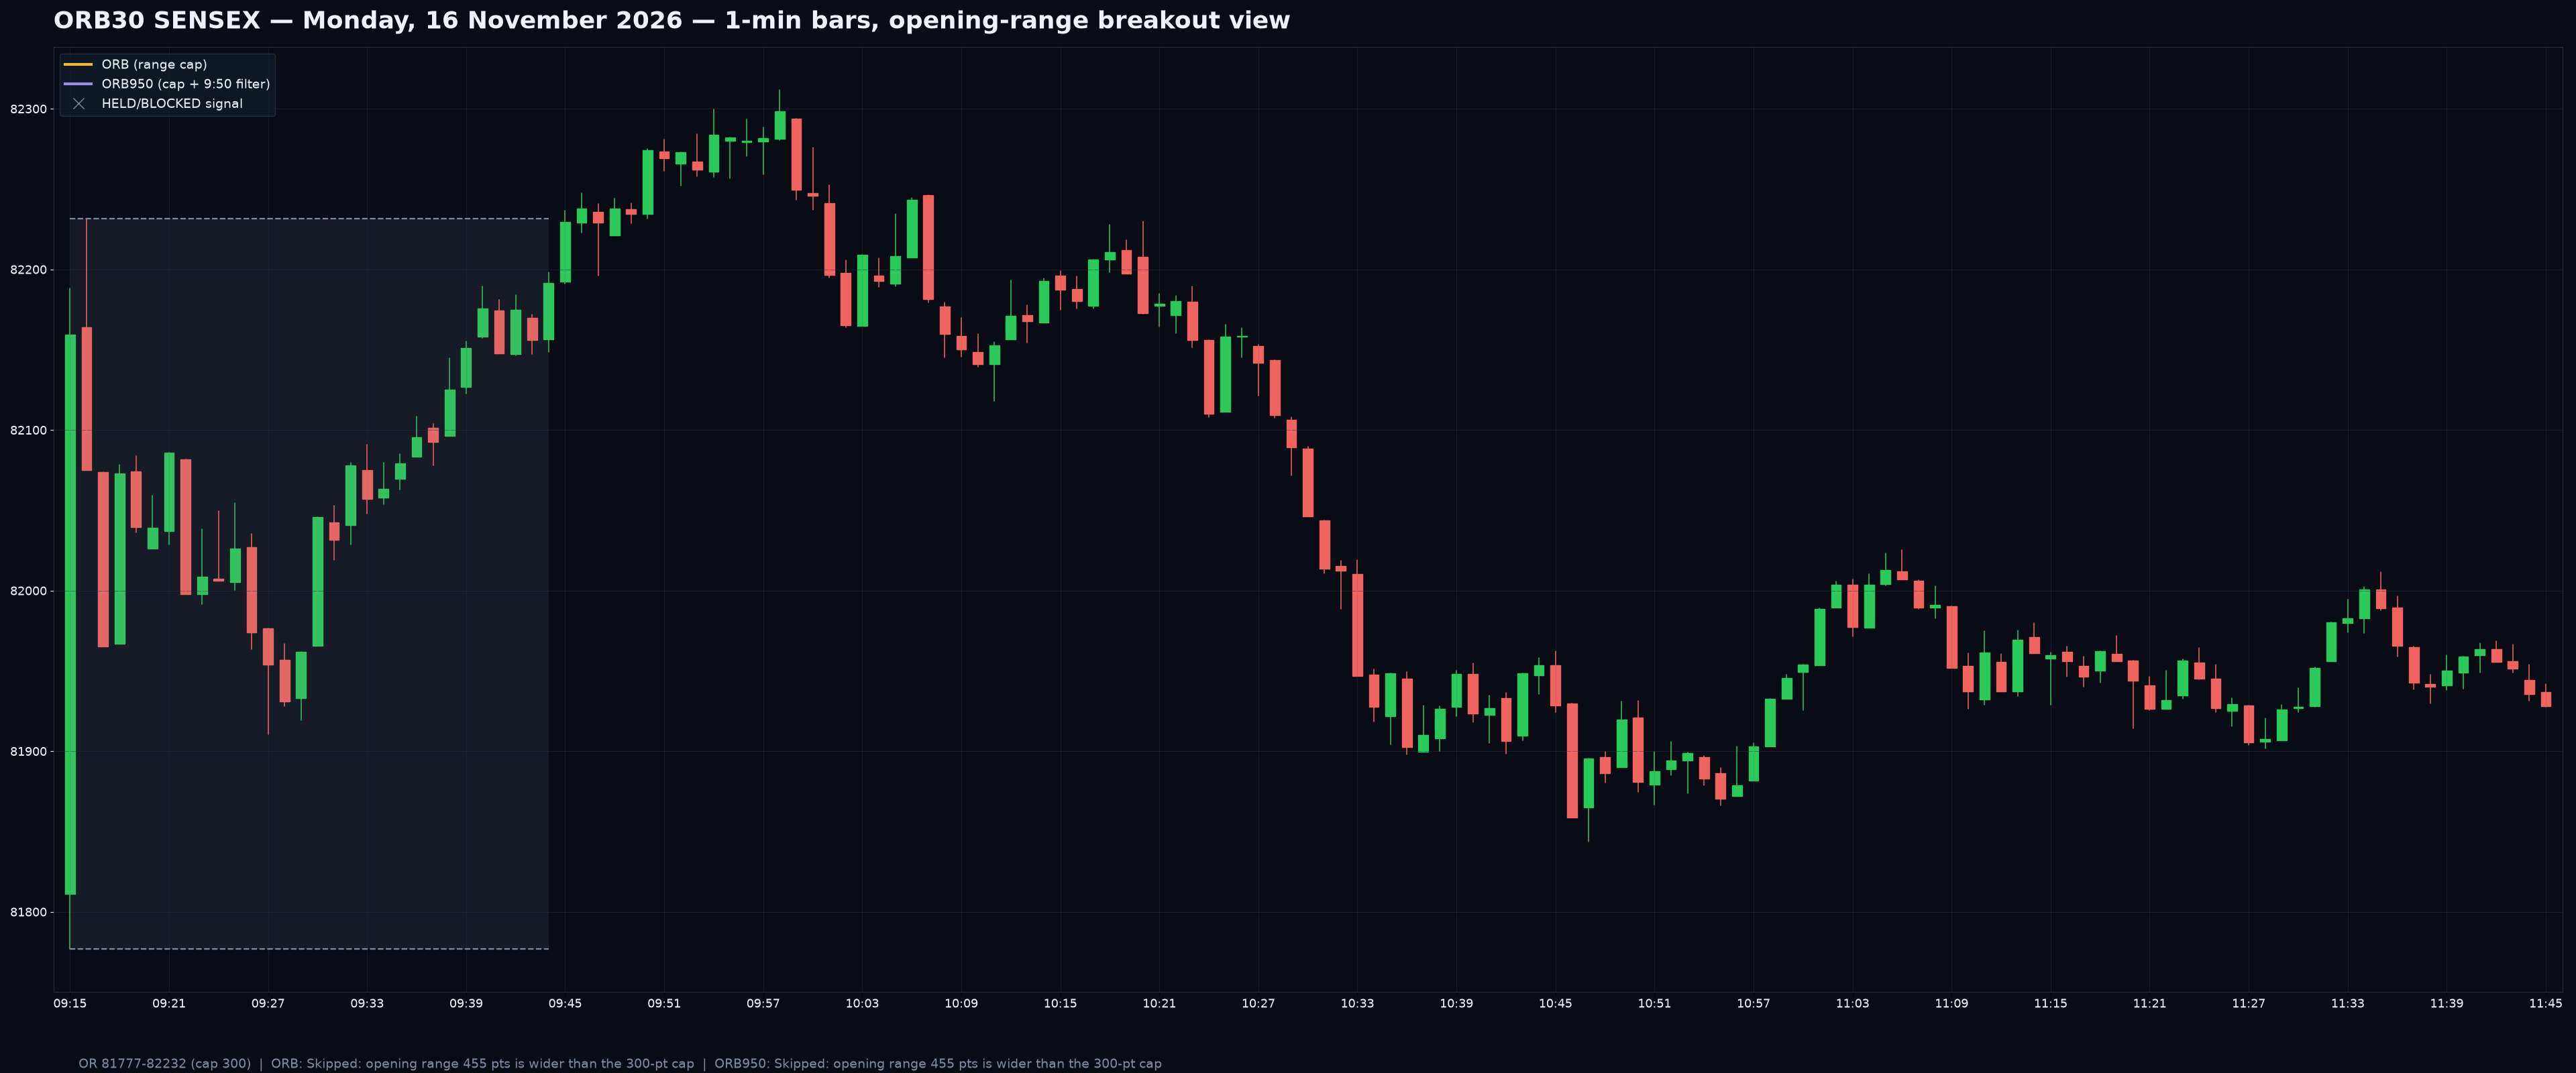 ORB30 SENSEX — Monday, 16 November 2026 — 1-min bars, opening-range breakout view
ORB (range cap)
ORB950 (cap + 9:50 filter)
HELD/BLOCKED signal
82300
82200
82100
82000
81900
81800
09:15 09:21 09:27 09:33 09:39 09:45 09:51 09:57 10:03 10:09 10:15 10:21 10:27 10:33 10:39 10:45 10:51 10:57 11:03 11:09 11:15 11:21 11:27 11:33 11:39 11:45
OR 81777-82232 (cap 300) | ORB: Skipped: opening range 455 pts is wider than the 300-pt cap | ORB950: Skipped: opening range 455 pts is wider than the 300-pt cap